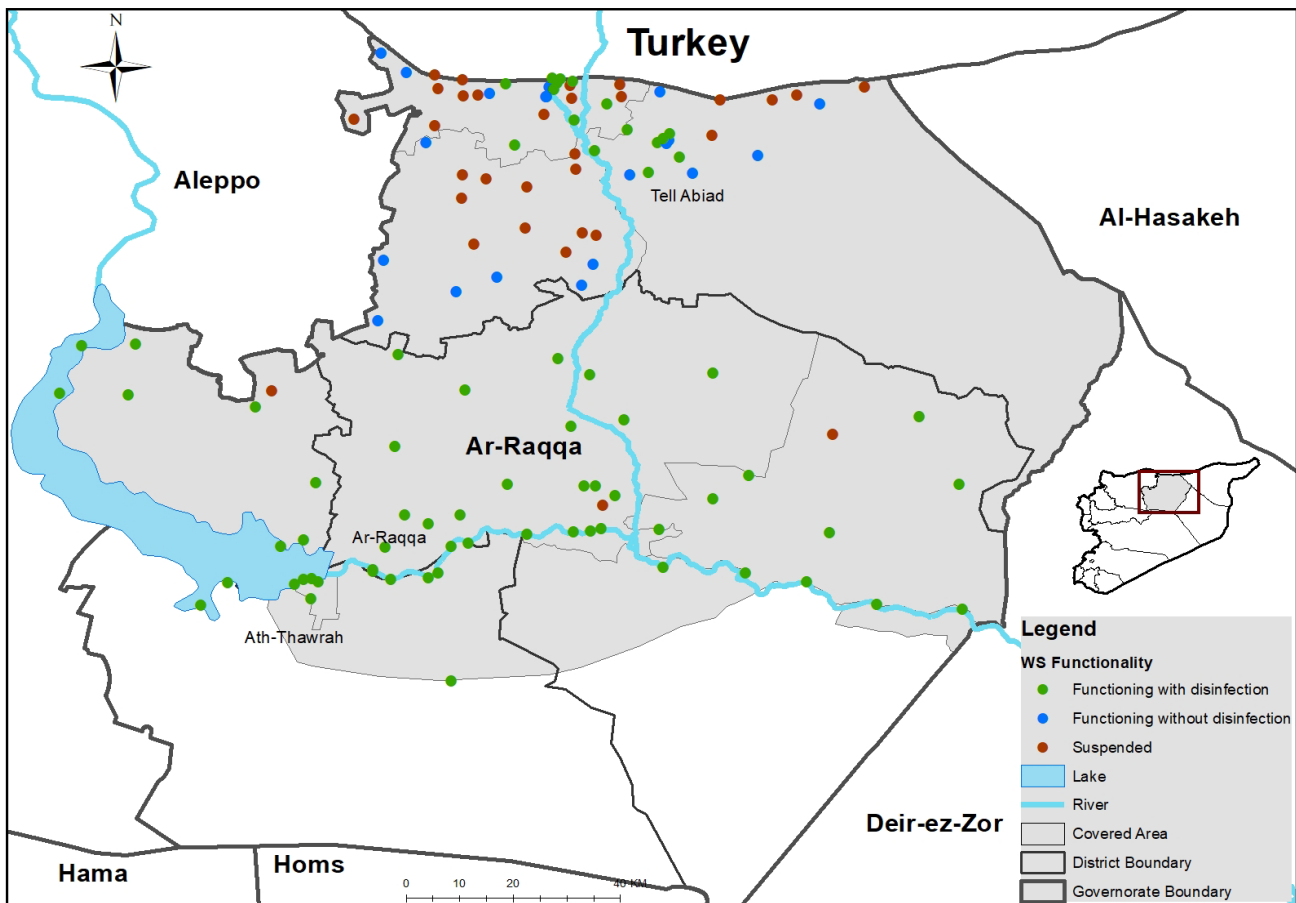 N
Turkey
Aleppo
Tell Abiad
Al-Hasakeh
Ar-Raqqa
Ar-Raqqa
Ath-Thawrah
Deir-ez-Zor
Hama
Homs
0 20 40 KM
Legend
WS Functionality
Functioning with disinfection
Functioning without disinfection
Suspended
Lake
River
Covered Area
District Boundary
Governorate Boundary